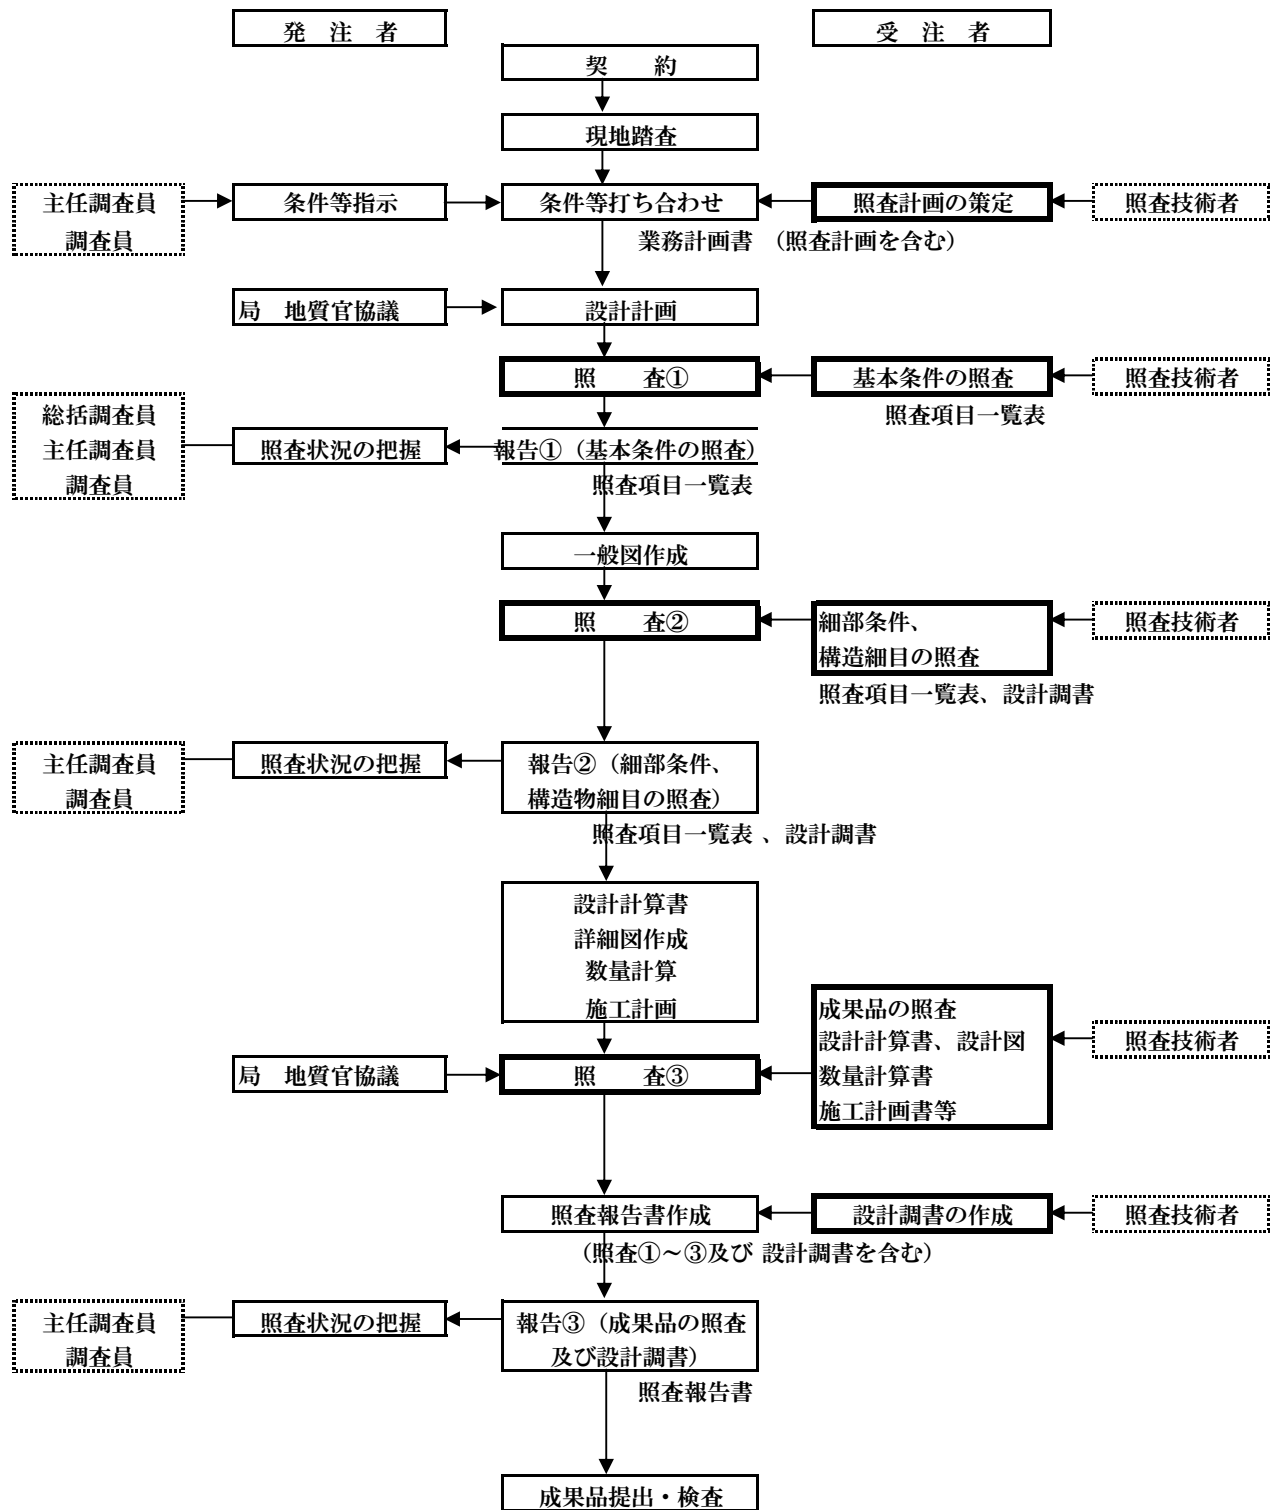 発　注　者
受　注　者
契　　約
現地踏査
主任調査員
調査員
条件等指示
条件等打ち合わせ
照査計画の策定
照査技術者
業務計画書　（照査計画を含む）
局　地質官協議
設計計画
照　　査①
基本条件の照査
照査技術者
照査項目一覧表
総括調査員
主任調査員
調査員
照査状況の把握
報告①（基本条件の照査）
照査項目一覧表
一般図作成
照　　査②
細部条件、
構造細目の照査
照査技術者
照査項目一覧表、設計調書
主任調査員
調査員
照査状況の把握
報告②（細部条件、
構造物細目の照査）
照査項目一覧表 、設計調書
設計計算書
詳細図作成
数量計算
施工計画
成果品の照査
設計計算書、設計図
数量計算書
施工計画書等
照査技術者
局　地質官協議
照　　査③
照査報告書作成
設計調書の作成
照査技術者
（照査①～③及び 設計調書を含む）
主任調査員
調査員
照査状況の把握
報告③（成果品の照査
及び設計調書）
照査報告書
成果品提出・検査